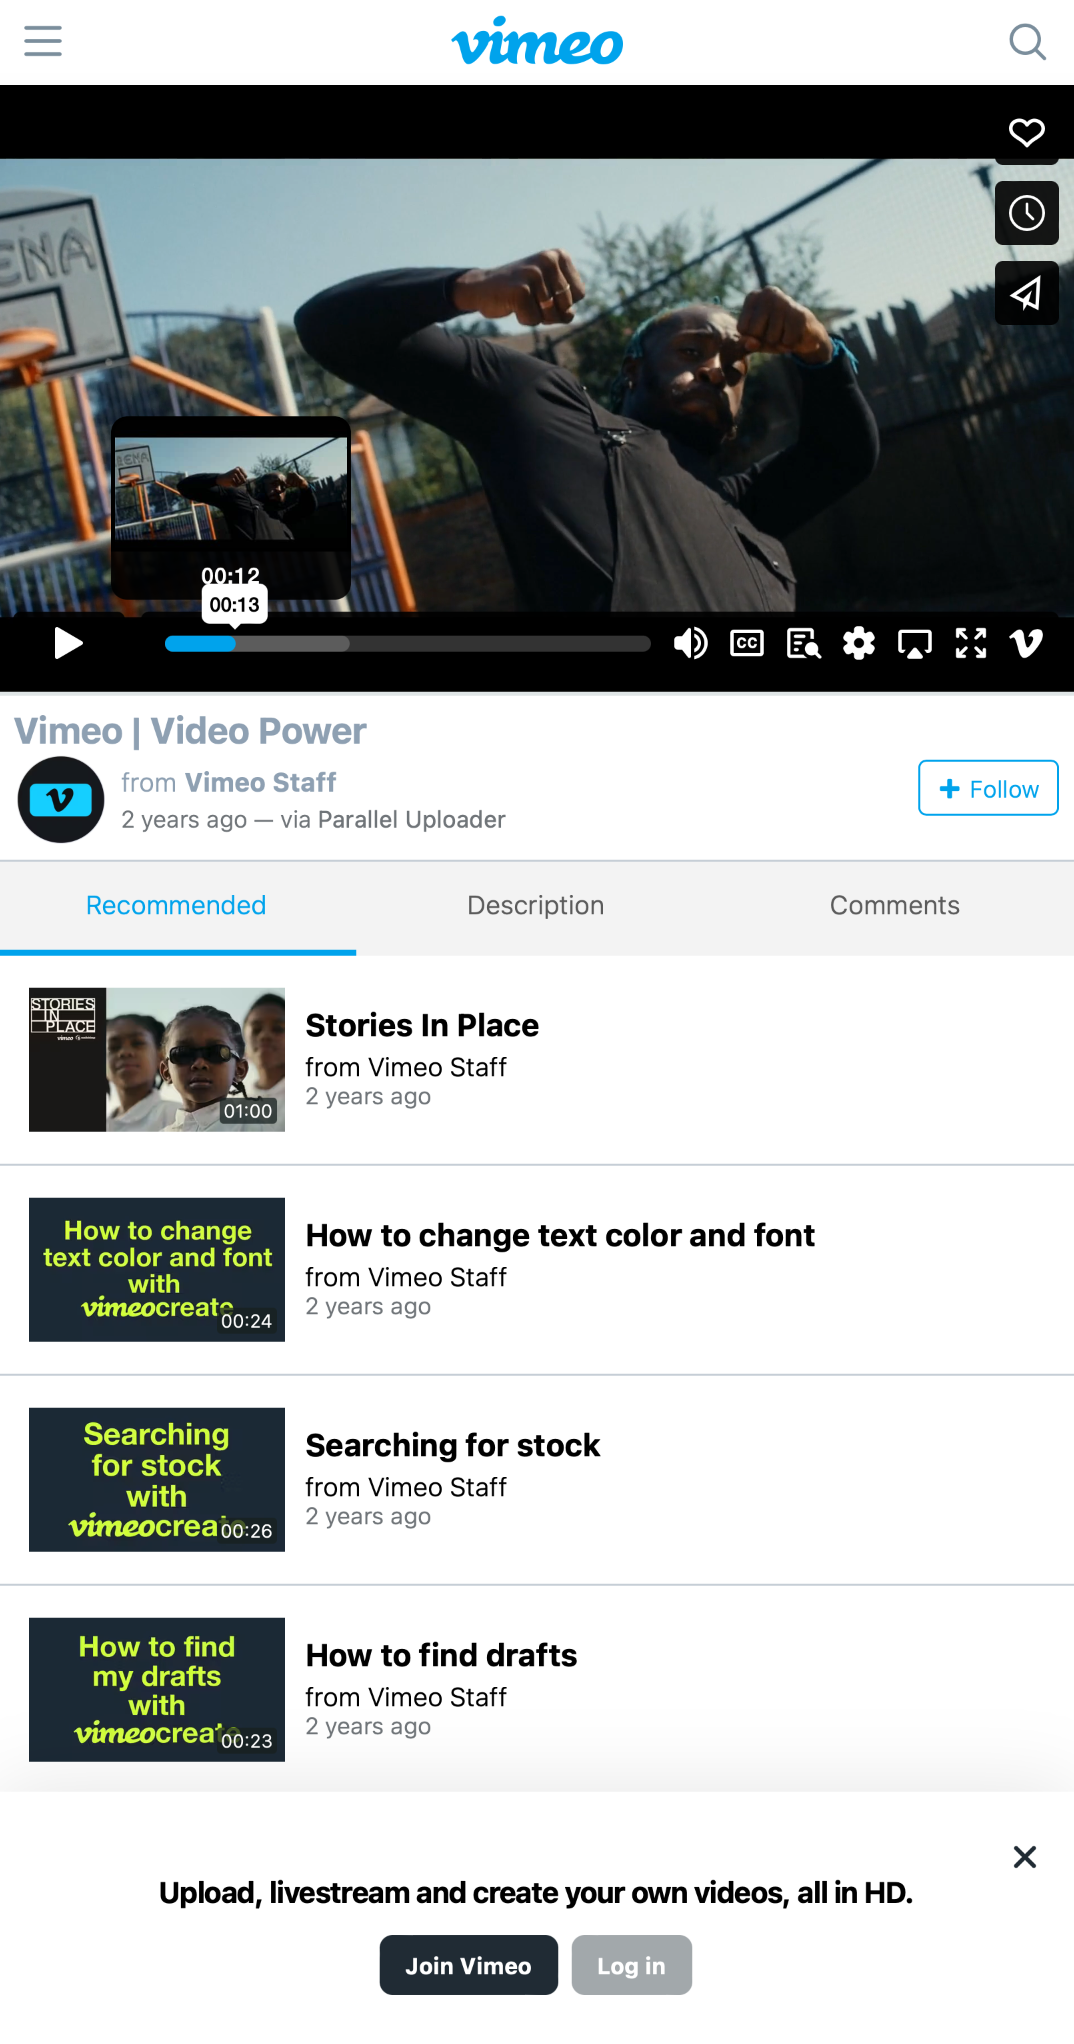 vimeo
ENA
RENA
00:12
00:13
CC
Vimeo | Video Power
from Vimeo Staff
2 years ago — via Parallel Uploader
Follow
Recommended
Description
Comments
STORIES
IN
PLACE
vimeo
01:00
Stories In Place
from Vimeo Staff
2 years ago
How to change
text color and font
with
vimeocreate
00:24
How to change text color and font
from Vimeo Staff
2 years ago
Searching
for stock
with
vimeocreate
00:26
Searching for stock
from Vimeo Staff
2 years ago
How to find
my drafts
with
vimeocreate
00:23
How to find drafts
from Vimeo Staff
2 years ago
Upload, livestream and create your own videos, all in HD.
Join Vimeo
Log in